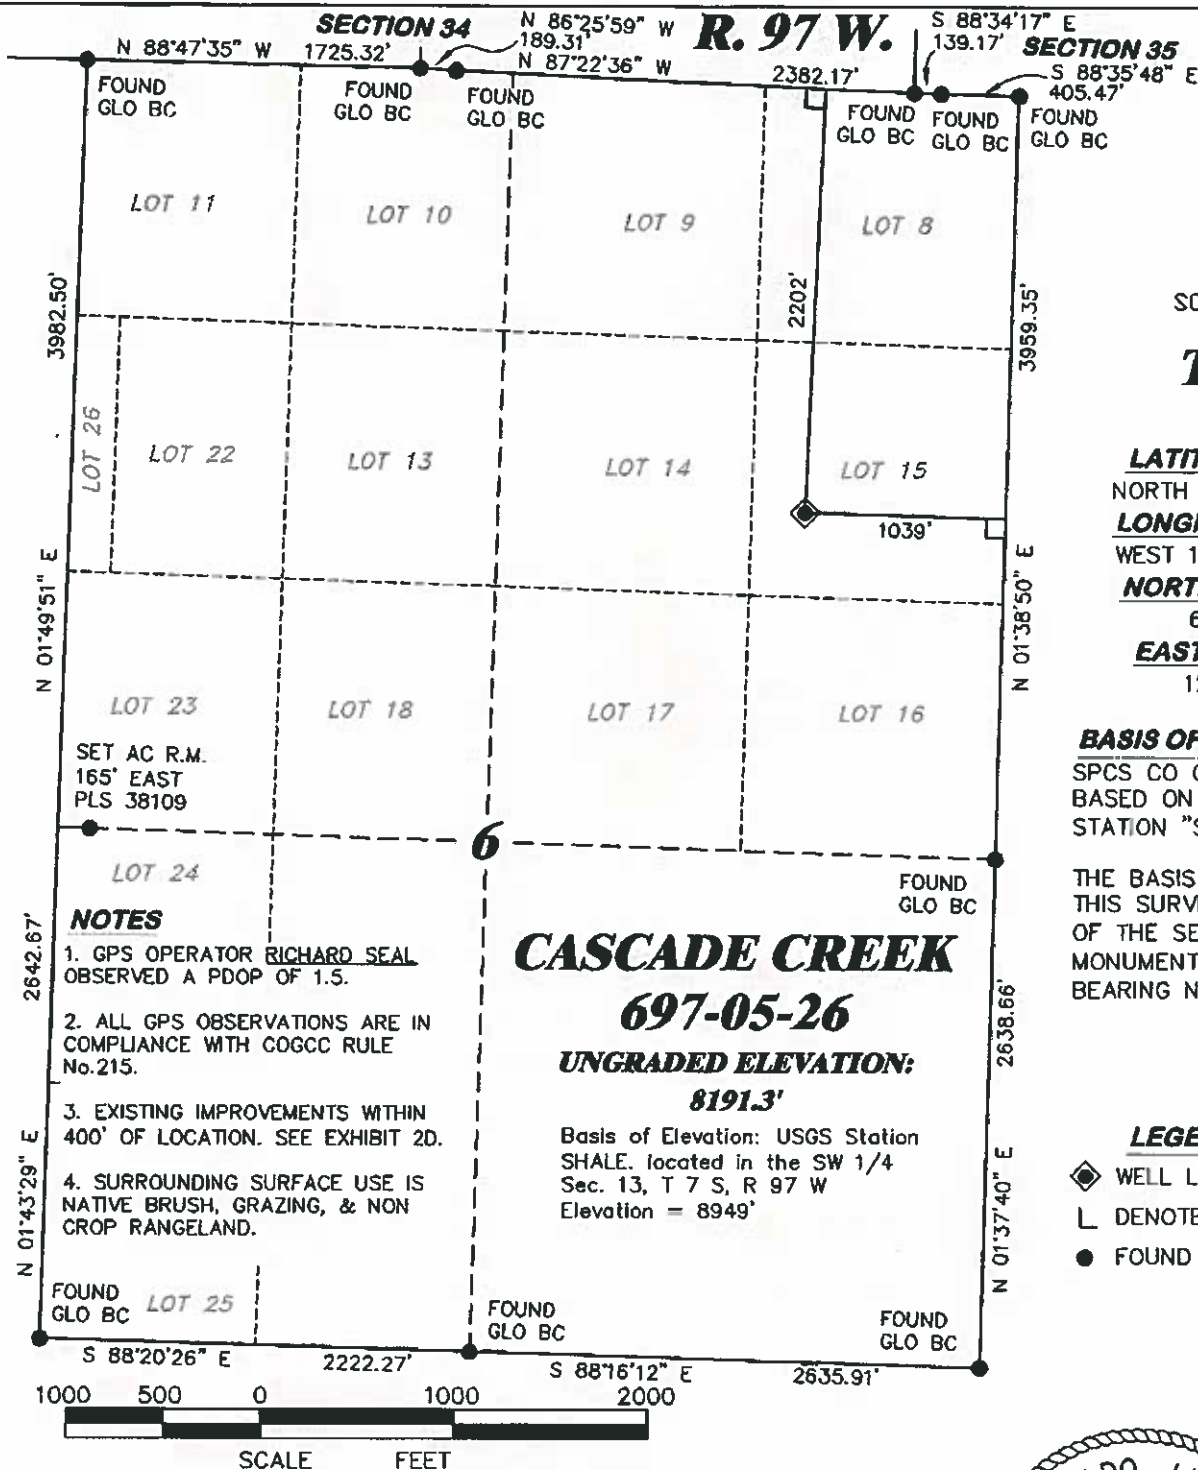 SECTION 34
N 86°25'59" W
189.31'
R. 97 W.
S 88°34'17" E
139.17'
SECTION 35
N 88°47'35" W
1725.32'
N 87°22'36" W
2382.17'
S 88°35'48" E
405.47'
FOUND
GLO BC
FOUND
GLO BC
FOUND
GLO BC
FOUND
GLO BC
FOUND
GLO BC
FOUND
GLO BC
LOT 11
LOT 10
LOT 9
LOT 8
3982.50'
2202'
3959.35'
LOT 26
LOT 22
LOT 13
LOT 14
LOT 15
1039'
N 01°49'51" E
N 01°38'50" E
LOT 23
LOT 18
LOT 17
LOT 16
SET AC R.M.
165' EAST
PLS 38109
6
LOT 24
FOUND
GLO BC
2642.67'
NOTES
1. GPS OPERATOR RICHARD SEAL
OBSERVED A PDOP OF 1.5.
2. ALL GPS OBSERVATIONS ARE IN
COMPLIANCE WITH COGCC RULE
No.215.
3. EXISTING IMPROVEMENTS WITHIN
400' OF LOCATION. SEE EXHIBIT 2D.
4. SURROUNDING SURFACE USE IS
NATIVE BRUSH, GRAZING, & NON
CROP RANGELAND.
CASCADE CREEK
697-05-26
UNGRADED ELEVATION:
8191.3'
Basis of Elevation: USGS Station
SHALE. located in the SW 1/4
Sec. 13, T 7 S, R 97 W
Elevation = 8949'
2638.66'
N 01°43'29" E
N 01°37'40" E
FOUND
GLO BC
LOT 25
FOUND
GLO BC
FOUND
GLO BC
S 88°20'26" E
2222.27'
S 88°16'12" E
2635.91'
1000 500 0 1000 2000
SCALE FEET
SC
T
LATIT
NORTH
LONGI
WEST 1
NORT
6
EAST
BASIS OF
SPCS CO
BASED ON
STATION "S
THE BASIS
THIS SURVE
OF THE SE
MONUMENT
BEARING N
LEGE
WELL L
DENOTE
FOUND